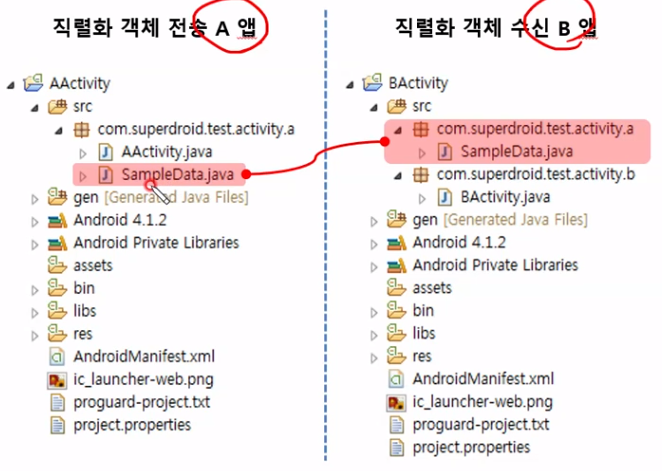 직렬화 객체 전송 A 앱
AActivity
src
com.superdroid.test.activity.a
AActivity.java
SampleData.java
gen [Generated Java Files]
Android 4.1.2
Android Private Libraries
assets
bin
libs
res
AndroidManifest.xml
ic_launcher-web.png
proguard-project.txt
project.properties
직렬화 객체 수신 B 앱
BActivity
src
com.superdroid.test.activity.a
SampleData.java
com.superdroid.test.activity.b
BActivity.java
gen [Generated Java Files]
Android 4.1.2
Android Private Libraries
assets
bin
libs
res
AndroidManifest.xml
ic_launcher-web.png
proguard-project.txt
project.properties